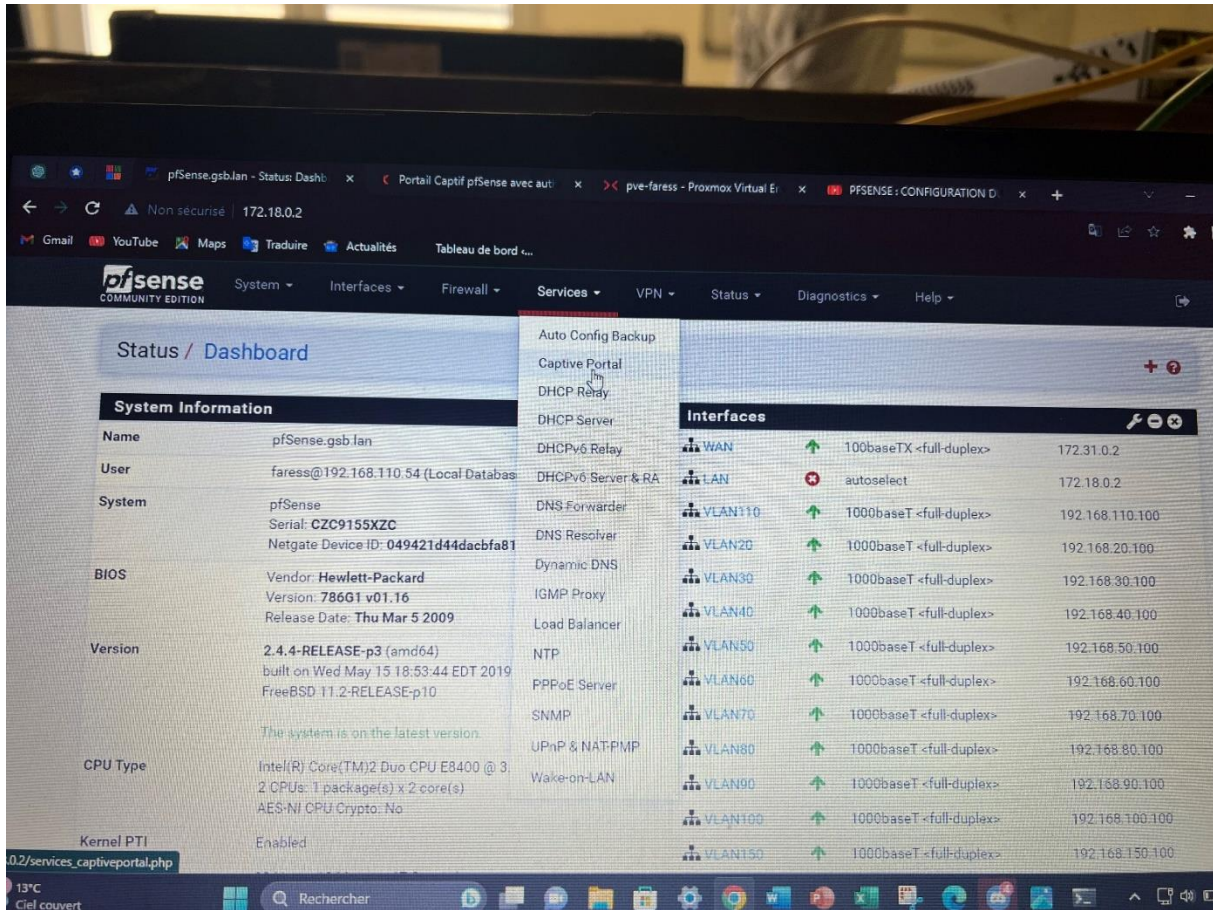 pfSense.gsb.lan - Status: Dashb
Portail Captif pfSense avec aut
pve-faress - Proxmox Virtual Er
PFSENSE : CONFIGURATION D
Non sécurisé 172.18.0.2
Gmail YouTube Maps Traduire Actualités Tableau de bord
pfsense
COMMUNITY EDITION
System Interfaces Firewall Services VPN Status Diagnostics Help
Auto Config Backup
Captive Portal
DHCP Relay
DHCP Server
DHCPv6 Relay
DHCPv6 Server & RA
DNS Forwarder
DNS Resolver
Dynamic DNS
IGMP Proxy
Load Balancer
NTP
PPPoE Server
SNMP
UPnP & NAT-PMP
Wake-on-LAN
Status / Dashboard
System Information
Name pfSense.gsb.lan
User faress@192.168.110.54 (Local Databas
System pfSense
Serial: CZC9155XZC
Netgate Device ID: 049421d44dacbfa81
BIOS Vendor: Hewlett-Packard
Version: 786G1 v01.16
Release Date: Thu Mar 5 2009
Version 2.4.4-RELEASE-p3 (amd64)
built on Wed May 15 18:53:44 EDT 2019
FreeBSD 11.2-RELEASE-p10
The system is on the latest version.
CPU Type Intel(R) Core(TM)2 Duo CPU E8400 @ 3.
2 CPUs: 1 package(s) x 2 core(s)
AES-NI CPU Crypto: No
Kernel PTI Enabled
Interfaces
WAN 100baseTX <full-duplex> 172.31.0.2
LAN autoselect 172.18.0.2
VLAN110 1000baseT <full-duplex> 192.168.110.100
VLAN20 1000baseT <full-duplex> 192.168.20.100
VLAN30 1000baseT <full-duplex> 192.168.30.100
VLAN40 1000baseT <full-duplex> 192.168.40.100
VLAN50 1000baseT <full-duplex> 192.168.50.100
VLAN60 1000baseT <full-duplex> 192.168.60.100
VLAN70 1000baseT <full-duplex> 192.168.70.100
VLAN80 1000baseT <full-duplex> 192.168.80.100
VLAN90 1000baseT <full-duplex> 192.168.90.100
VLAN100 1000baseT <full-duplex> 192.168.100.100
VLAN150 1000baseT <full-duplex> 192.168.150.100
.0.2/services_captiveportal.php
13°C
Ciel couvert
Rechercher